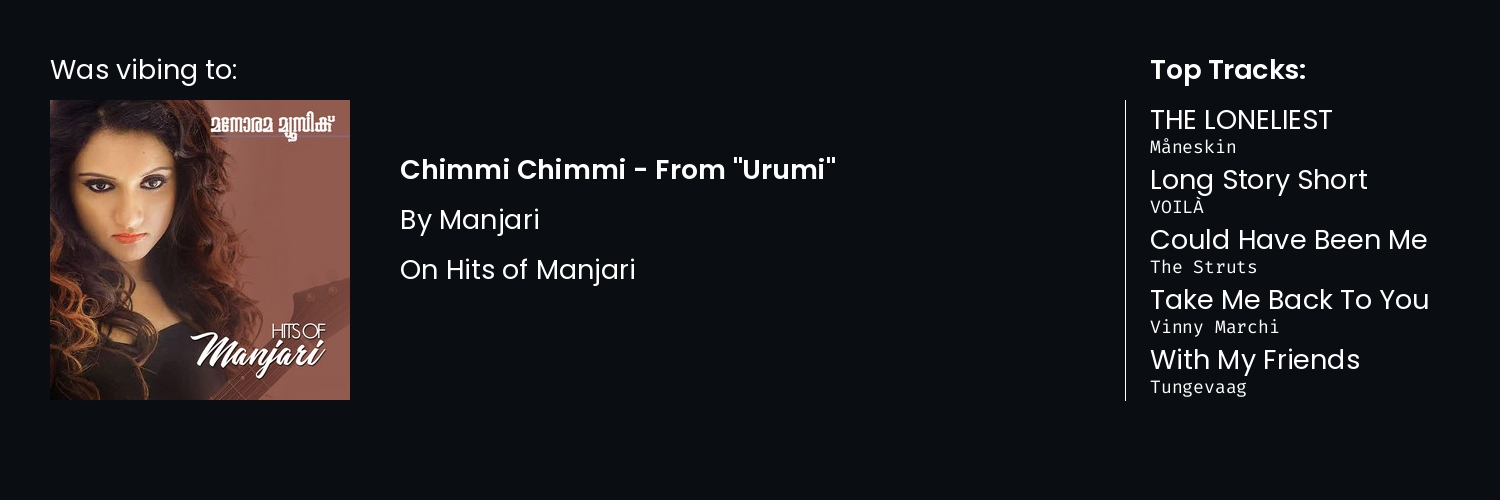 Was vibing to:
മനോരമ മ്യൂസിക്
HITS OF
Manjari
Chimmi Chimmi - From "Urumi"
By Manjari
On Hits of Manjari
Top Tracks:
THE LONELIEST
Måneskin
Long Story Short
VOILÀ
Could Have Been Me
The Struts
Take Me Back To You
Vinny Marchi
With My Friends
Tungevaag